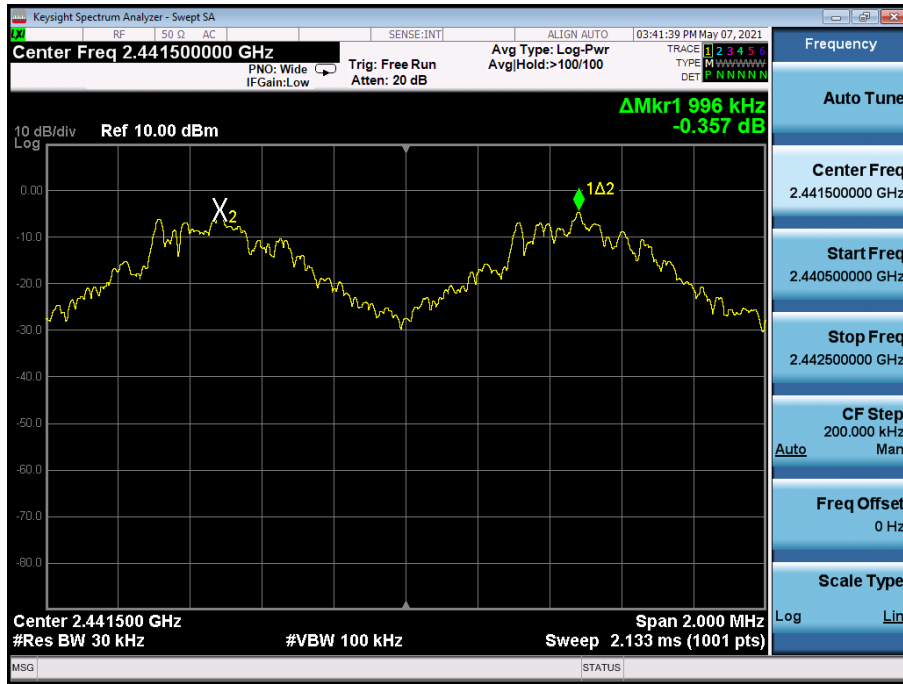 Keysight Spectrum Analyzer - Swept SA
LXI RF 50 Ω AC SENSE:INT ALIGN AUTO 03:41:39 PM May 07, 2021
Center Freq 2.441500000 GHz
PNO: Wide
IFGain:Low
Trig: Free Run
Atten: 20 dB
Avg Type: Log-Pwr
Avg|Hold:>100/100
TRACE 1 2 3 4 5 6
TYPE M WWWWW
DET P N N N N N
ΔMkr1 996 kHz
-0.357 dB
10 dB/div Ref 10.00 dBm
Log
0.00
-10.0
-20.0
-30.0
-40.0
-50.0
-60.0
-70.0
-80.0
X2
1Δ2
Center 2.441500 GHz
Span 2.000 MHz
#Res BW 30 kHz
#VBW 100 kHz
Sweep 2.133 ms (1001 pts)
MSG
STATUS
Frequency
Auto Tune
Center Freq
2.441500000 GHz
Start Freq
2.440500000 GHz
Stop Freq
2.442500000 GHz
CF Step
200.000 kHz
Auto Man
Freq Offset
0 Hz
Scale Type
Log Lin